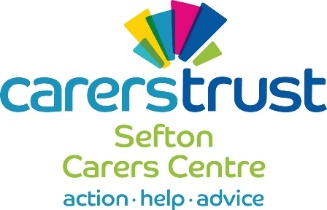 carerstrust
Sefton
Carers Centre
action · help · advice